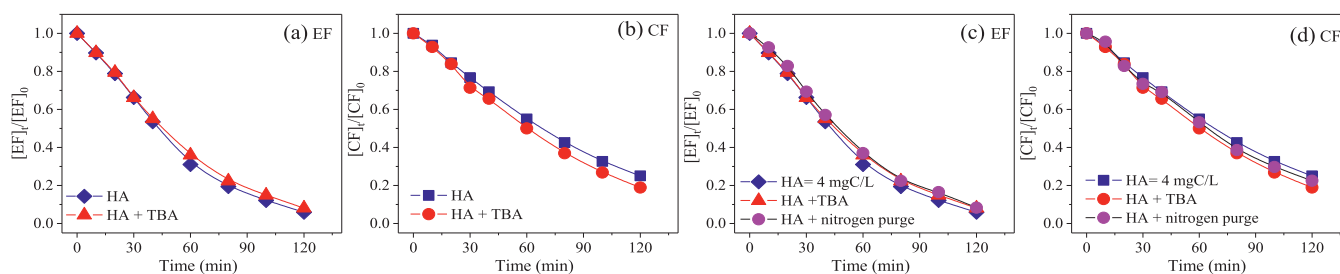 (a) EF
[EF]t/[EF]0
1.0
0.8
0.6
0.4
0.2
0.0
HA
HA + TBA
0 30 60 90 120
Time (min)
(b) CF
[CF]t/[CF]0
1.0
0.8
0.6
0.4
0.2
0.0
HA
HA + TBA
0 30 60 90 120
Time (min)
(c) EF
[EF]t/[EF]0
1.0
0.8
0.6
0.4
0.2
0.0
HA= 4 mgC/L
HA +TBA
HA + nitrogen purge
0 30 60 90 120
Time (min)
(d) CF
[CF]t/[CF]0
1.0
0.8
0.6
0.4
0.2
0.0
HA= 4 mgC/L
HA + TBA
HA + nitrogen purge
0 30 60 90 120
Time (min)